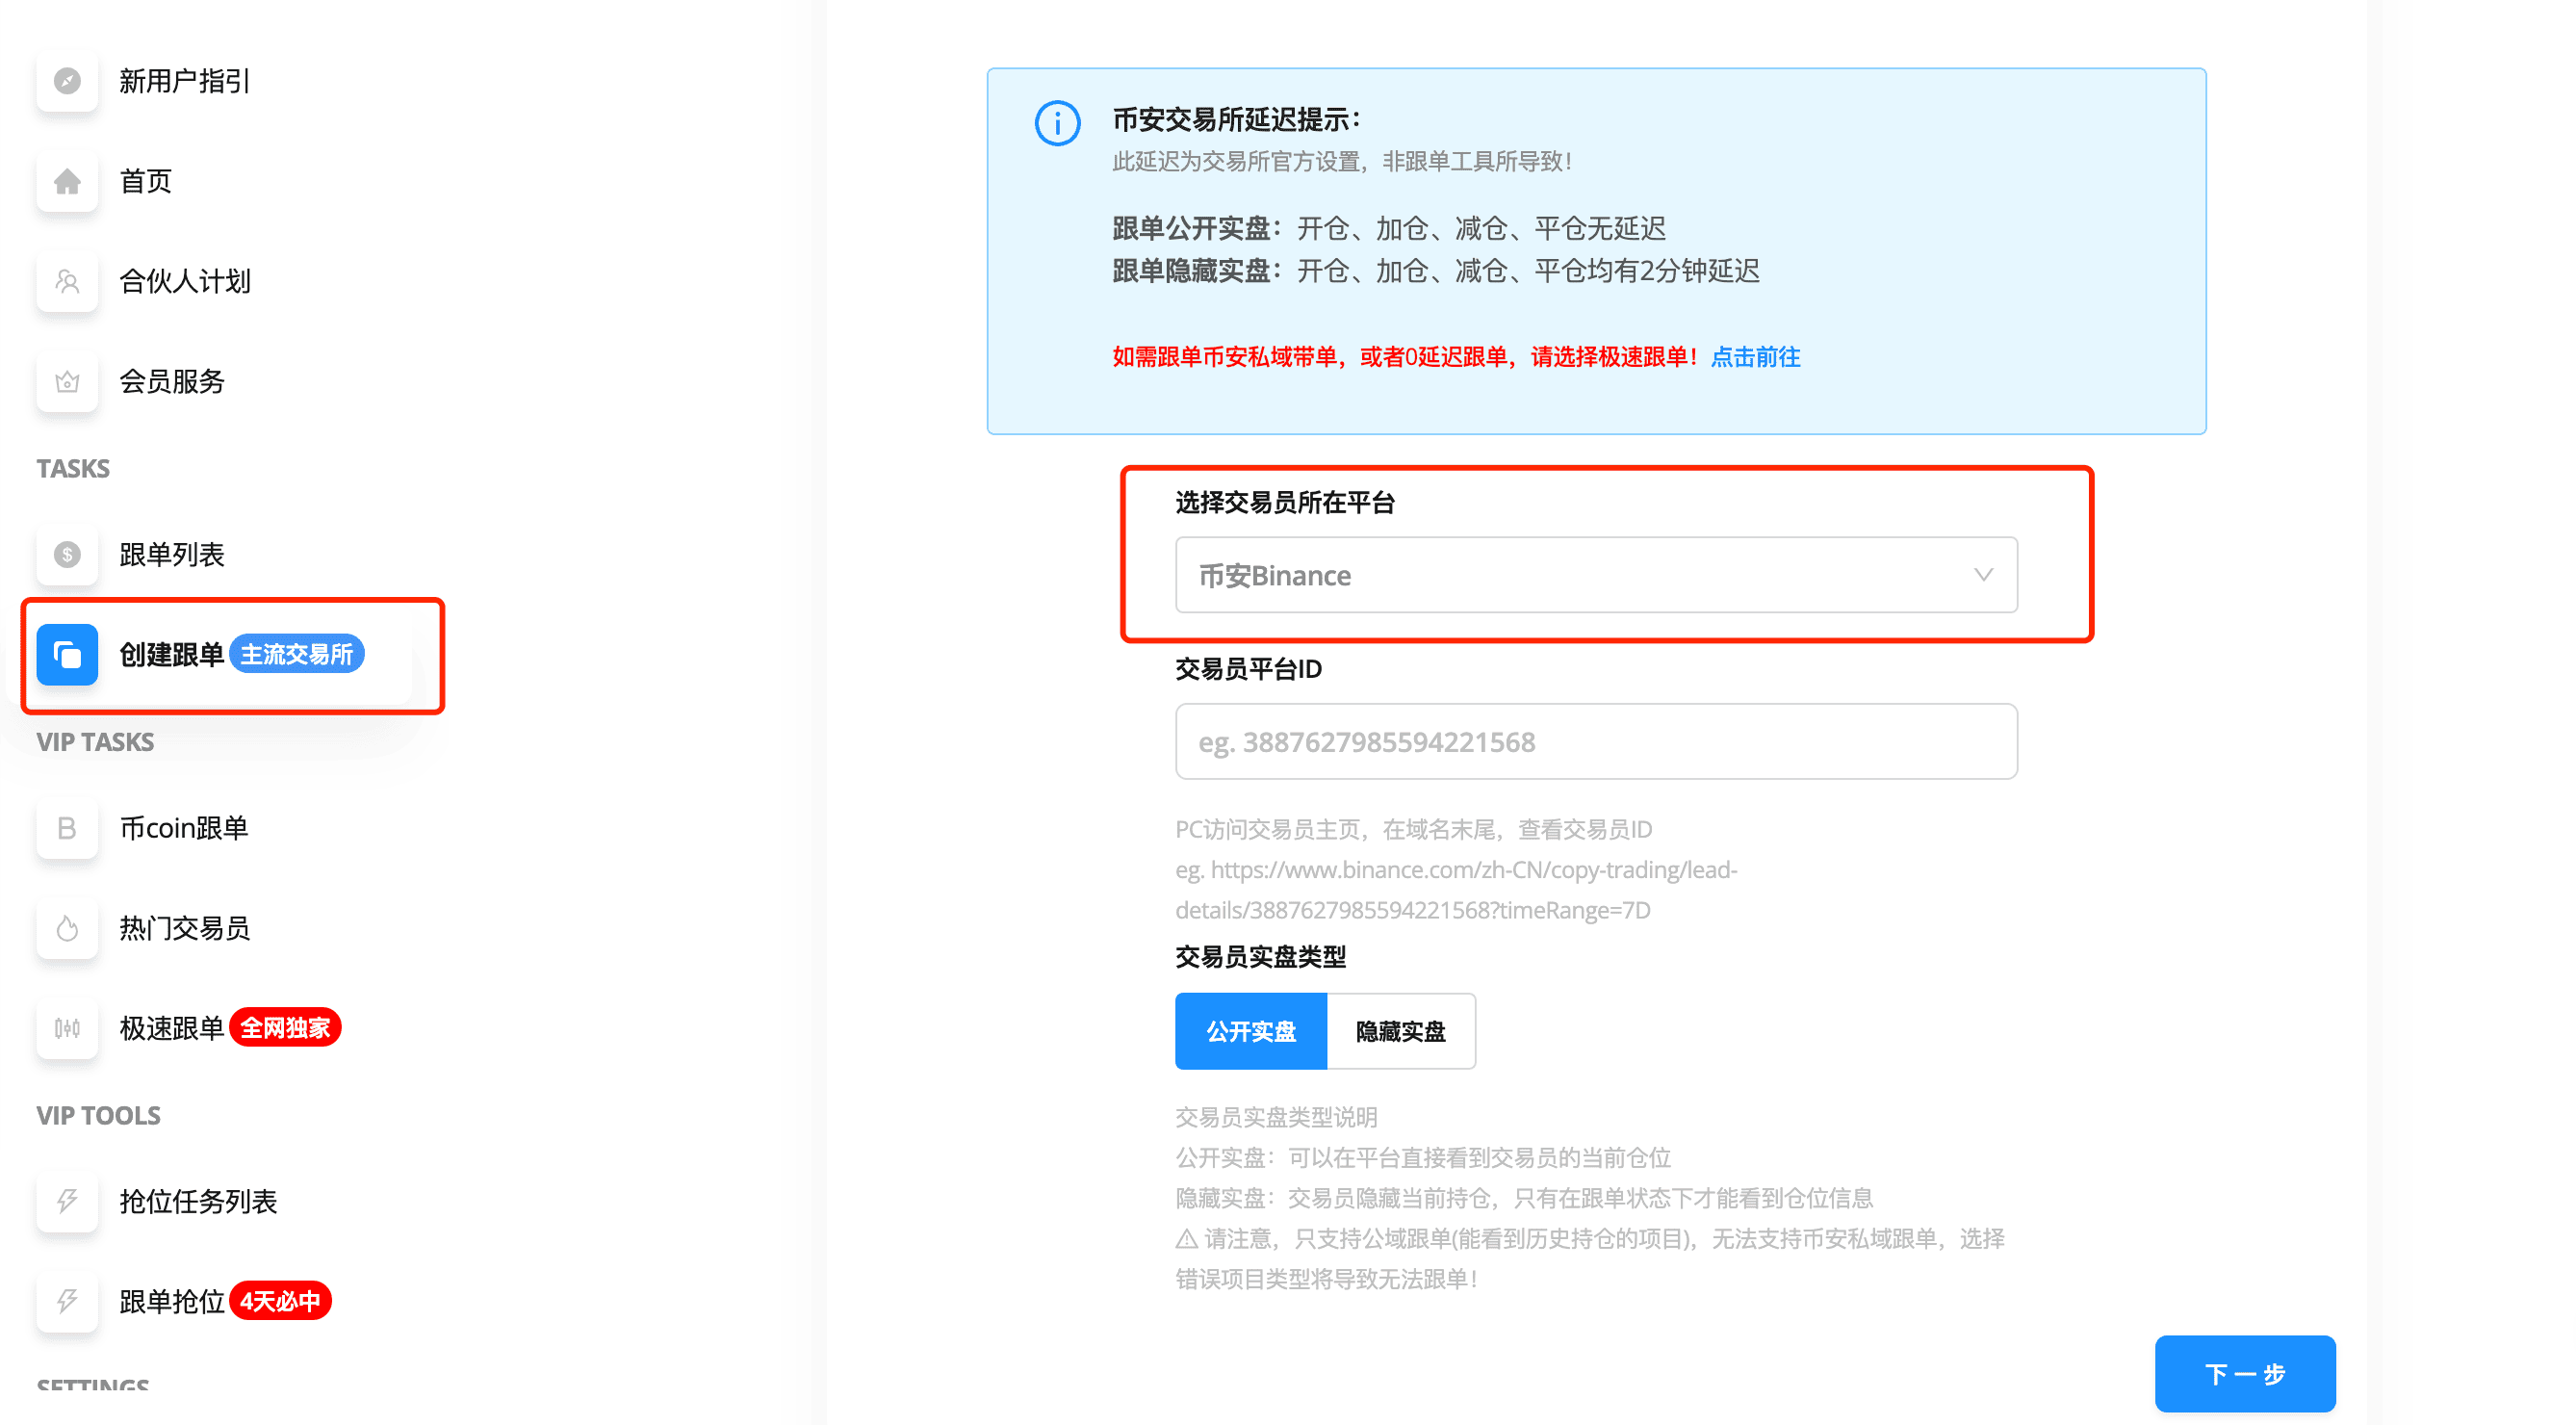 新用户指引
首页
合伙人计划
会员服务
TASKS
跟单列表
创建跟单 主流交易所
VIP TASKS
币coin跟单
热门交易员
极速跟单 全网独家
VIP TOOLS
抢位任务列表
跟单抢位 4天必中
SETTINGS
币安交易所延迟提示：
此延迟为交易所官方设置，非跟单工具所导致！
跟单公开实盘：开仓、加仓、减仓、平仓无延迟
跟单隐藏实盘：开仓、加仓、减仓、平仓均有2分钟延迟
如需跟单币安私域带单，或者0延迟跟单，请选择极速跟单！点击前往
选择交易员所在平台
币安Binance
交易员平台ID
eg. 3887627985594221568
PC访问交易员主页，在域名末尾，查看交易员ID
eg. https://www.binance.com/zh-CN/copy-trading/lead-
details/3887627985594221568?timeRange=7D
交易员实盘类型
公开实盘 隐藏实盘
交易员实盘类型说明
公开实盘：可以在平台直接看到交易员的当前仓位
隐藏实盘：交易员隐藏当前持仓，只有在跟单状态下才能看到仓位信息
⚠ 请注意，只支持公域跟单(能看到历史持仓的项目)，无法支持币安私域跟单，选择
错误项目类型将导致无法跟单！
下一步